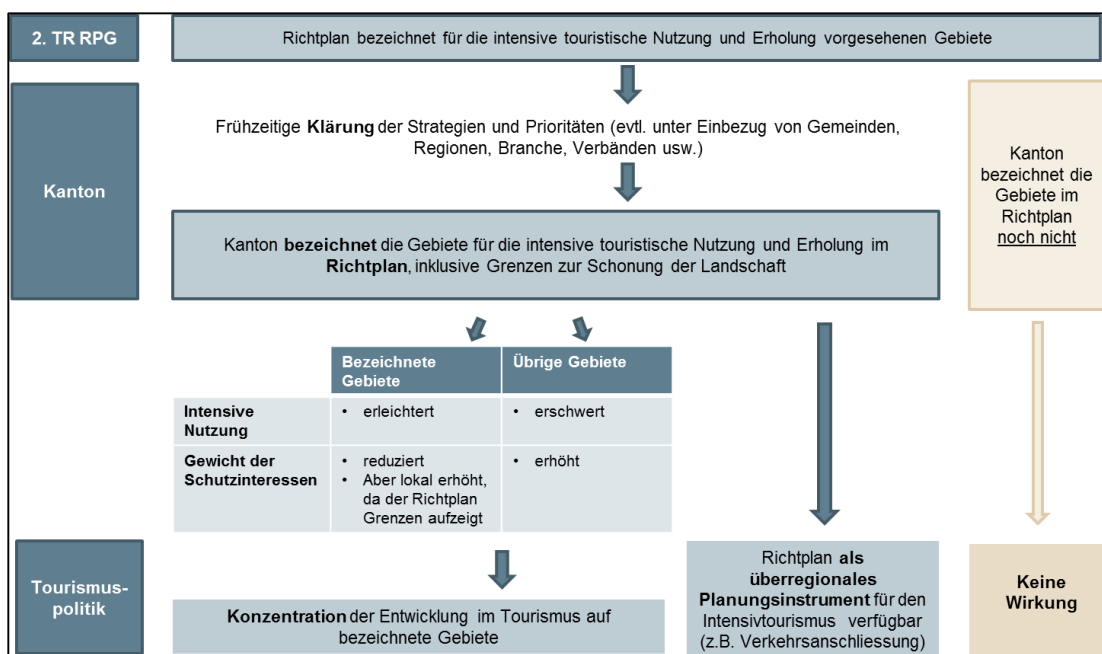 2. TR RPG
Richtplan bezeichnet für die intensive touristische Nutzung und Erholung vorgesehenen Gebiete
Kanton
Frühzeitige Klärung der Strategien und Prioritäten (evtl. unter Einbezug von Gemeinden,
Regionen, Branche, Verbänden usw.)
Kanton bezeichnet die Gebiete für die intensive touristische Nutzung und Erholung im
Richtplan, inklusive Grenzen zur Schonung der Landschaft
Kanton
bezeichnet die
Gebiete im
Richtplan
noch nicht
Bezeichnete
Gebiete
Übrige Gebiete
Intensive
Nutzung
• erleichtert
• erschwert
Gewicht der
Schutzinteressen
• reduziert
• Aber lokal erhöht,
da der Richtplan
Grenzen aufzeigt
• erhöht
Tourismus-
politik
Konzentration der Entwicklung im Tourismus auf
bezeichnete Gebiete
Richtplan als
überregionales
Planungsinstrument für den
Intensivtourismus verfügbar
(z.B. Verkehrsanschliessung)
Keine
Wirkung